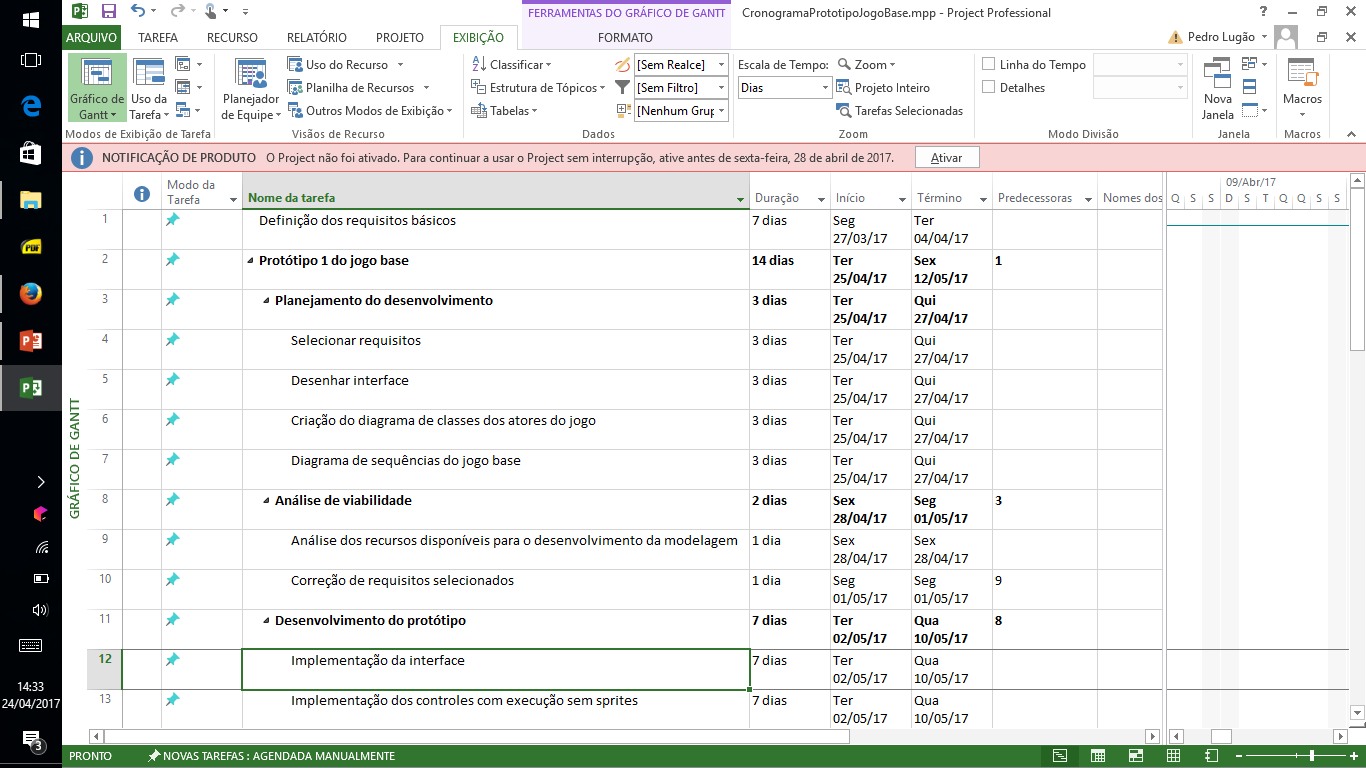 FERRAMENTAS DO GRÁFICO DE GANTT
CronogramaPrototipoJogoBase.mpp - Project Professional
ARQUIVO TAREFA RECURSO RELATÓRIO PROJETO EXIBIÇÃO FORMATO Pedro Lugão
Gráfico de Gantt
Uso da Tarefa
Modos de Exibição de Tarefa
Planejador de Equipe
Uso do Recurso
Planilha de Recursos
Outros Modos de Exibição
Visões de Recurso
Classificar
Estrutura de Tópicos
Tabelas
[Sem Realce]
[Sem Filtro]
[Nenhum Grup
Dados
Escala de Tempo:
Dias
Zoom
Projeto Inteiro
Tarefas Selecionadas
Zoom
Linha do Tempo
Detalhes
Modo Divisão
Nova Janela
Janela
Macros
Macros
NOTIFICAÇÃO DE PRODUTO O Project não foi ativado. Para continuar a usar o Project sem interrupção, ative antes de sexta-feira, 28 de abril de 2017. Ativar
Modo da Tarefa Nome da tarefa Duração Início Término Predecessoras Nomes dos
09/Abr/17
Q S S D S T Q Q S S
1 Definição dos requisitos básicos 7 dias Seg 27/03/17 Ter 04/04/17
2 Protótipo 1 do jogo base 14 dias Ter 25/04/17 Sex 12/05/17 1
3 Planejamento do desenvolvimento 3 dias Ter 25/04/17 Qui 27/04/17
4 Selecionar requisitos 3 dias Ter 25/04/17 Qui 27/04/17
5 Desenhar interface 3 dias Ter 25/04/17 Qui 27/04/17
6 Criação do diagrama de classes dos atores do jogo 3 dias Ter 25/04/17 Qui 27/04/17
7 Diagrama de sequências do jogo base 3 dias Ter 25/04/17 Qui 27/04/17
8 Análise de viabilidade 2 dias Sex 28/04/17 Seg 01/05/17 3
9 Análise dos recursos disponíveis para o desenvolvimento da modelagem 1 dia Sex 28/04/17 Sex 28/04/17
10 Correção de requisitos selecionados 1 dia Seg 01/05/17 Seg 01/05/17 9
11 Desenvolvimento do protótipo 7 dias Ter 02/05/17 Qua 10/05/17 8
12 Implementação da interface 7 dias Ter 02/05/17 Qua 10/05/17
13 Implementação dos controles com execução sem sprites 7 dias Ter 02/05/17 Qua 10/05/17
GRÁFICO DE GANTT
PDF
14:33
24/04/2017
3
PRONTO NOVAS TAREFAS : AGENDADA MANUALMENTE